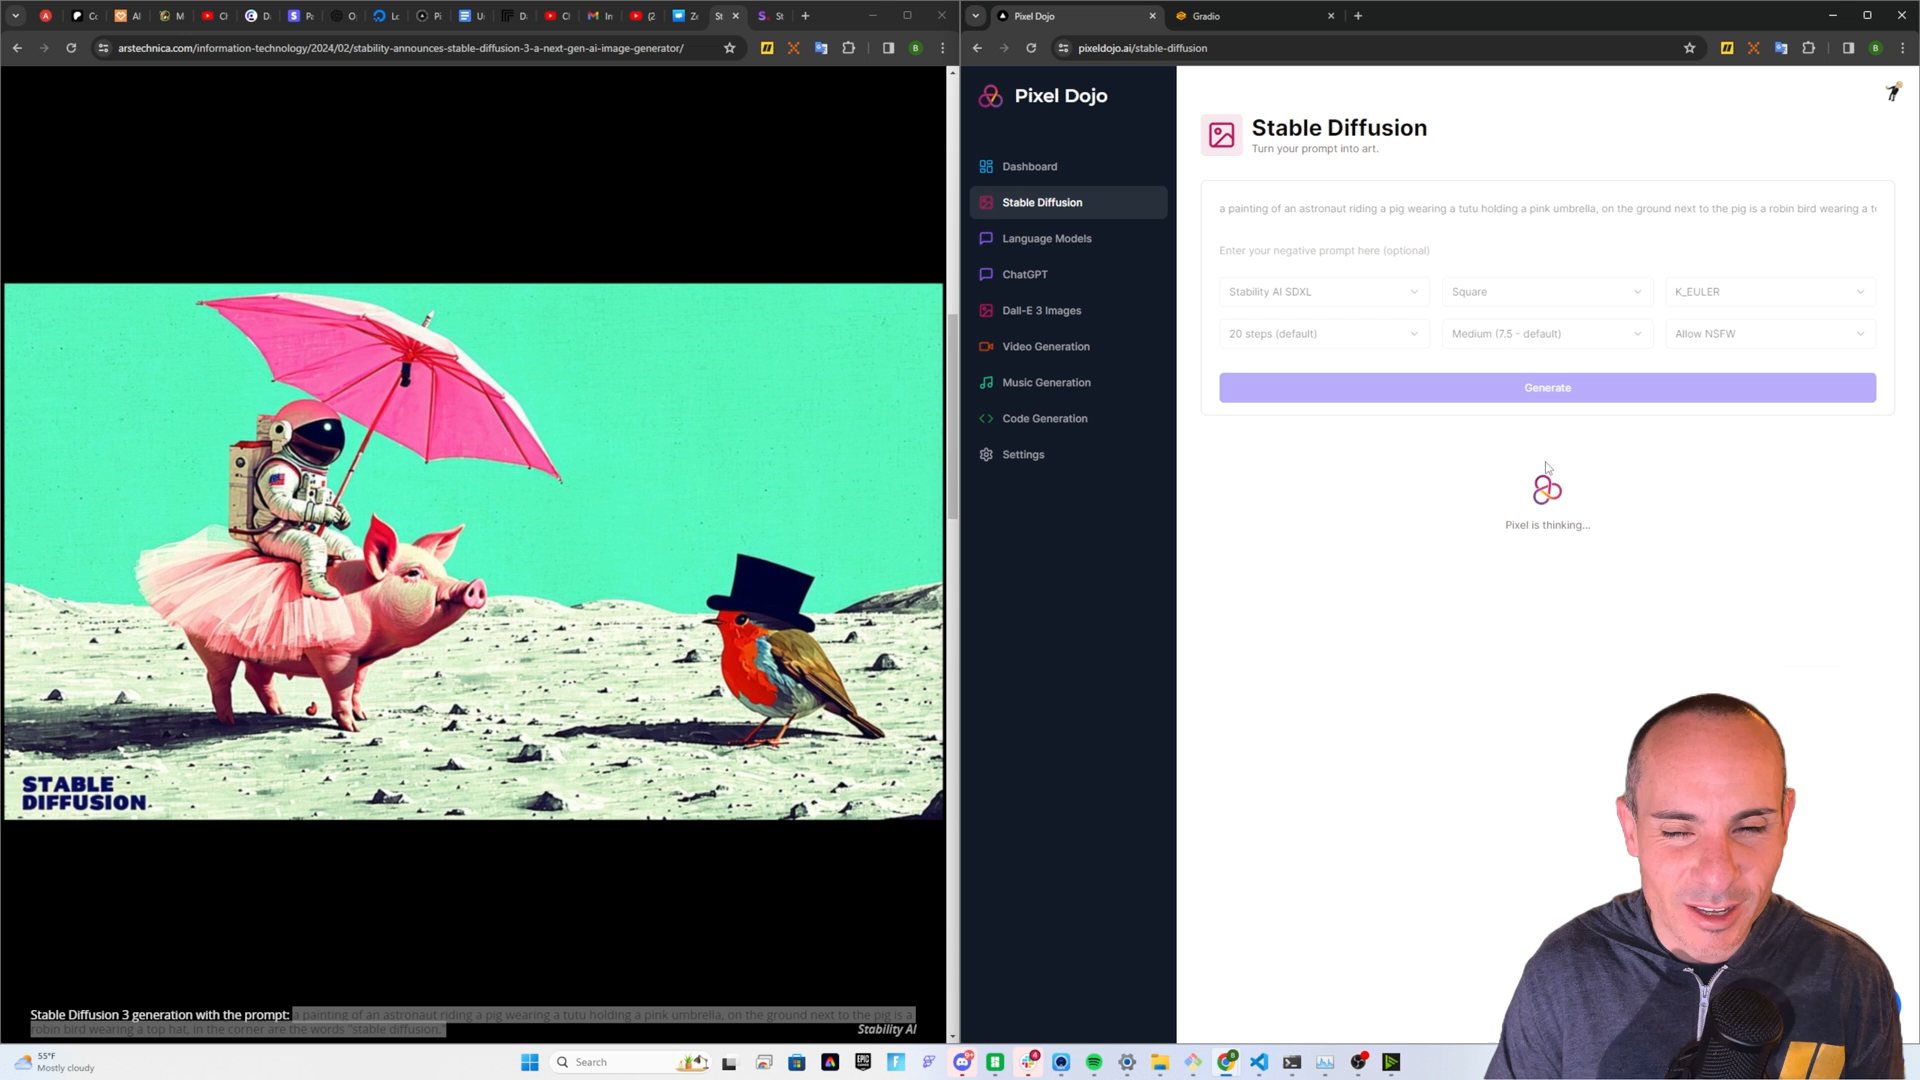 arstechnica.com/information-technology/2024/02/stability-announces-stable-diffusion-3-a-next-gen-ai-image-generator/
STABLE
DIFFUSION
Stable Diffusion 3 generation with the prompt: a painting of an astronaut riding a pig wearing a tutu holding a pink umbrella, on the ground next to the pig is a
robin bird wearing a top hat, in the corner are the words "stable diffusion."
Stability AI
Pixel Dojo
Gradio
pixeldojo.ai/stable-diffusion
Pixel Dojo
Dashboard
Stable Diffusion
Language Models
ChatGPT
Dall-E 3 Images
Video Generation
Music Generation
Code Generation
Settings
Stable Diffusion
Turn your prompt into art.
a painting of an astronaut riding a pig wearing a tutu holding a pink umbrella, on the ground next to the pig is a robin bird wearing a t
Enter your negative prompt here (optional)
Stability AI SDXL
Square
K_EULER
20 steps (default)
Medium (7.5 - default)
Allow NSFW
Generate
Pixel is thinking...
55°F
Mostly cloudy
Search